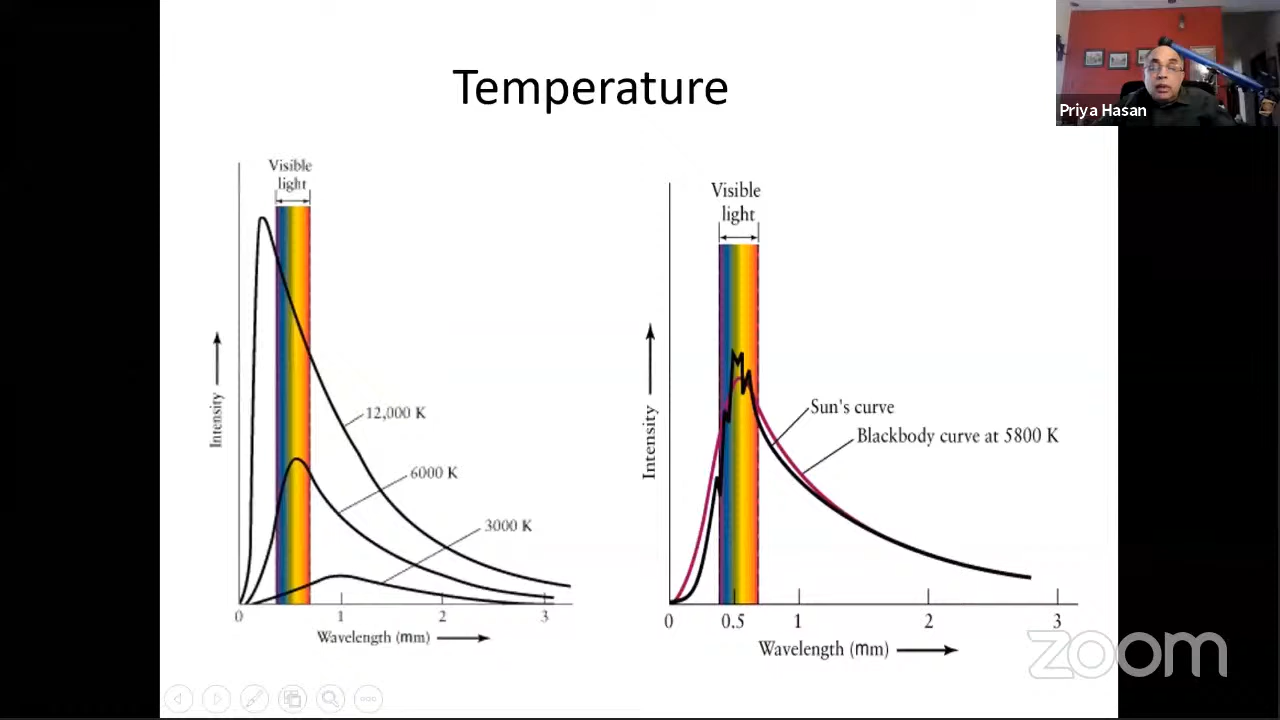 Temperature
Priya Hasan
Visible
light
Intensity
12,000 K
6000 K
3000 K
0
1
2
3
Wavelength (mm)
Visible
light
Intensity
Sun's curve
Blackbody curve at 5800 K
0
0.5
1
2
3
Wavelength (mm)
zoom